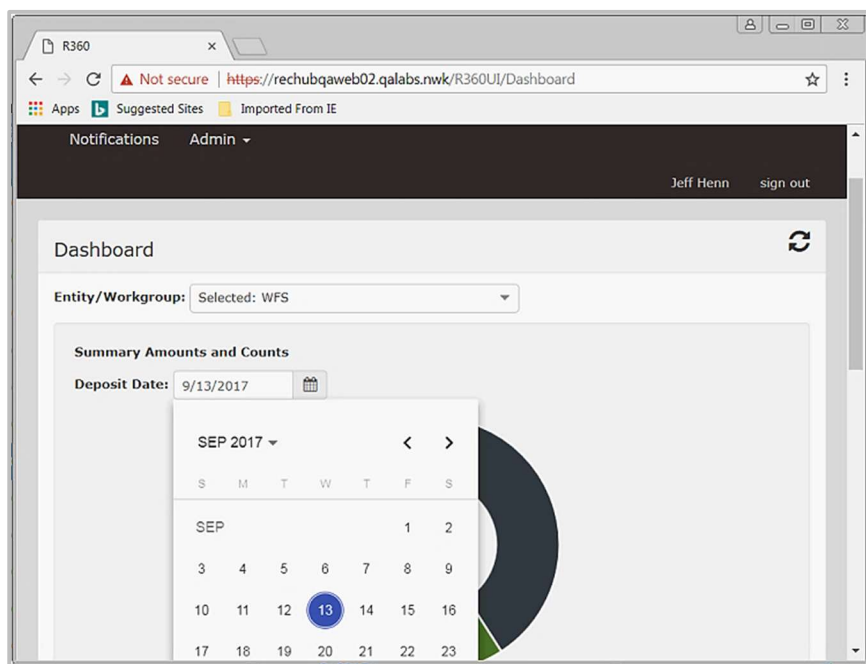 R360
Not secure https://rechubqaweb02.qalabs.nwk/R360UI/Dashboard
Apps Suggested Sites Imported From IE
Notifications Admin
Jeff Henn sign out
Dashboard
Entity/Workgroup: Selected: WFS
Summary Amounts and Counts
Deposit Date: 9/13/2017
SEP 2017
S M T W T F S
SEP 1 2
3 4 5 6 7 8 9
10 11 12 13 14 15 16
17 18 19 20 21 22 23